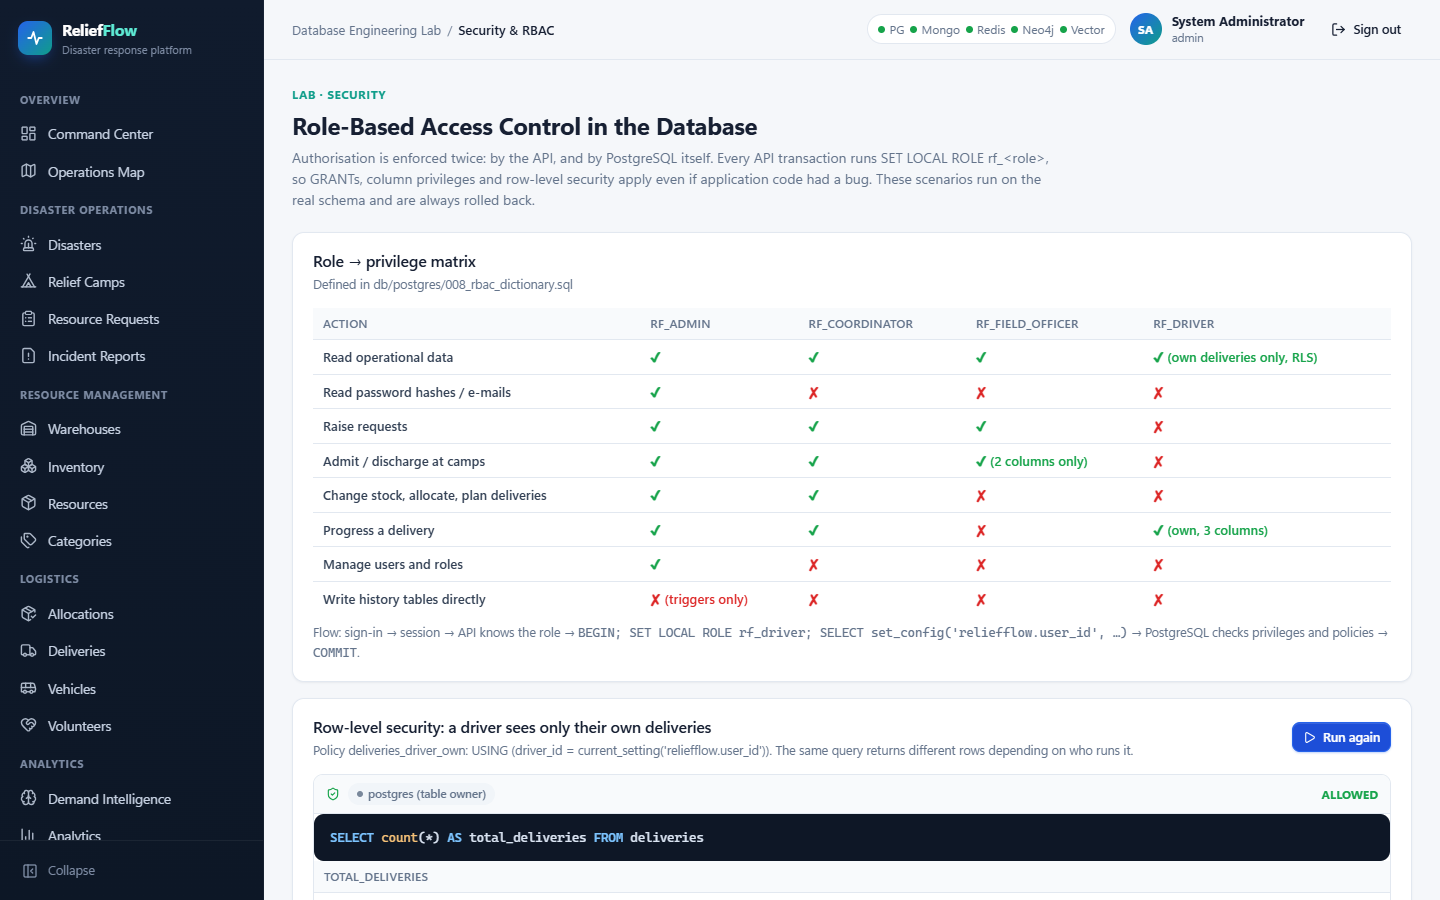 ReliefFlow
Disaster response platform
OVERVIEW
Command Center
Operations Map
DISASTER OPERATIONS
Disasters
Relief Camps
Resource Requests
Incident Reports
RESOURCE MANAGEMENT
Warehouses
Inventory
Resources
Categories
LOGISTICS
Allocations
Deliveries
Vehicles
Volunteers
ANALYTICS
Demand Intelligence
Analytics
Collapse
Database Engineering Lab / Security & RBAC
PG Mongo Redis Neo4j Vector
SA
System Administrator
admin
Sign out
LAB · SECURITY
Role-Based Access Control in the Database
Authorisation is enforced twice: by the API, and by PostgreSQL itself. Every API transaction runs SET LOCAL ROLE rf_<role>,
so GRANTs, column privileges and row-level security apply even if application code had a bug. These scenarios run on the
real schema and are always rolled back.
Role → privilege matrix
Defined in db/postgres/008_rbac_dictionary.sql
ACTION RF_ADMIN RF_COORDINATOR RF_FIELD_OFFICER RF_DRIVER
Read operational data ✓ ✓ ✓ ✓ (own deliveries only, RLS)
Read password hashes / e-mails ✓ ✗ ✗ ✗
Raise requests ✓ ✓ ✓ ✗
Admit / discharge at camps ✓ ✓ ✓ (2 columns only) ✗
Change stock, allocate, plan deliveries ✓ ✓ ✗ ✗
Progress a delivery ✓ ✓ ✗ ✓ (own, 3 columns)
Manage users and roles ✓ ✗ ✗ ✗
Write history tables directly ✗ (triggers only) ✗ ✗ ✗
Flow: sign-in → session → API knows the role → BEGIN; SET LOCAL ROLE rf_driver; SELECT set_config('reliefflow.user_id', …) → PostgreSQL checks privileges and policies →
COMMIT.
Row-level security: a driver sees only their own deliveries
Policy deliveries_driver_own: USING (driver_id = current_setting('reliefflow.user_id')). The same query returns different rows depending on who runs it.
Run again
postgres (table owner)
ALLOWED
SELECT count(*) AS total_deliveries FROM deliveries
TOTAL_DELIVERIES